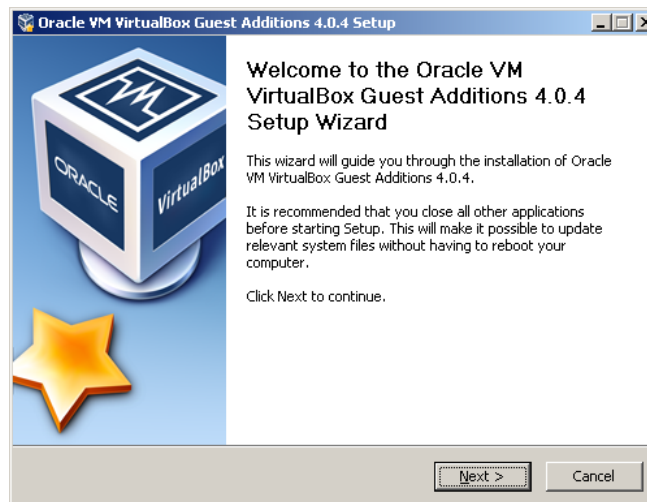 Oracle VM VirtualBox Guest Additions 4.0.4 Setup
Welcome to the Oracle VM
VirtualBox Guest Additions 4.0.4
Setup Wizard
This wizard will guide you through the installation of Oracle
VM VirtualBox Guest Additions 4.0.4.
It is recommended that you close all other applications
before starting Setup. This will make it possible to update
relevant system files without having to reboot your
computer.
Click Next to continue.
ORACLE
VirtualBox
Next >
Cancel